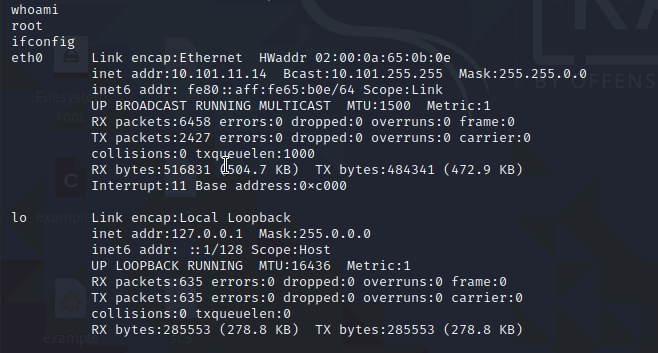 whoami
root
ifconfig
eth0 Link encap:Ethernet HWaddr 02:00:0a:65:0b:0e
inet addr:10.101.11.14 Bcast:10.101.255.255 Mask:255.255.0.0
inet6 addr: fe80::aff:fe65:b0e/64 Scope:Link
UP BROADCAST RUNNING MULTICAST MTU:1500 Metric:1
RX packets:6458 errors:0 dropped:0 overruns:0 frame:0
TX packets:2427 errors:0 dropped:0 overruns:0 carrier:0
collisions:0 txqueuelen:1000
RX bytes:516831 (504.7 KB) TX bytes:484341 (472.9 KB)
Interrupt:11 Base address:0×c000
lo Link encap:Local Loopback
inet addr:127.0.0.1 Mask:255.0.0.0
inet6 addr: ::1/128 Scope:Host
UP LOOPBACK RUNNING MTU:16436 Metric:1
RX packets:635 errors:0 dropped:0 overruns:0 frame:0
TX packets:635 errors:0 dropped:0 overruns:0 carrier:0
collisions:0 txqueuelen:0
RX bytes:285553 (278.8 KB) TX bytes:285553 (278.8 KB)
BY OFFENS